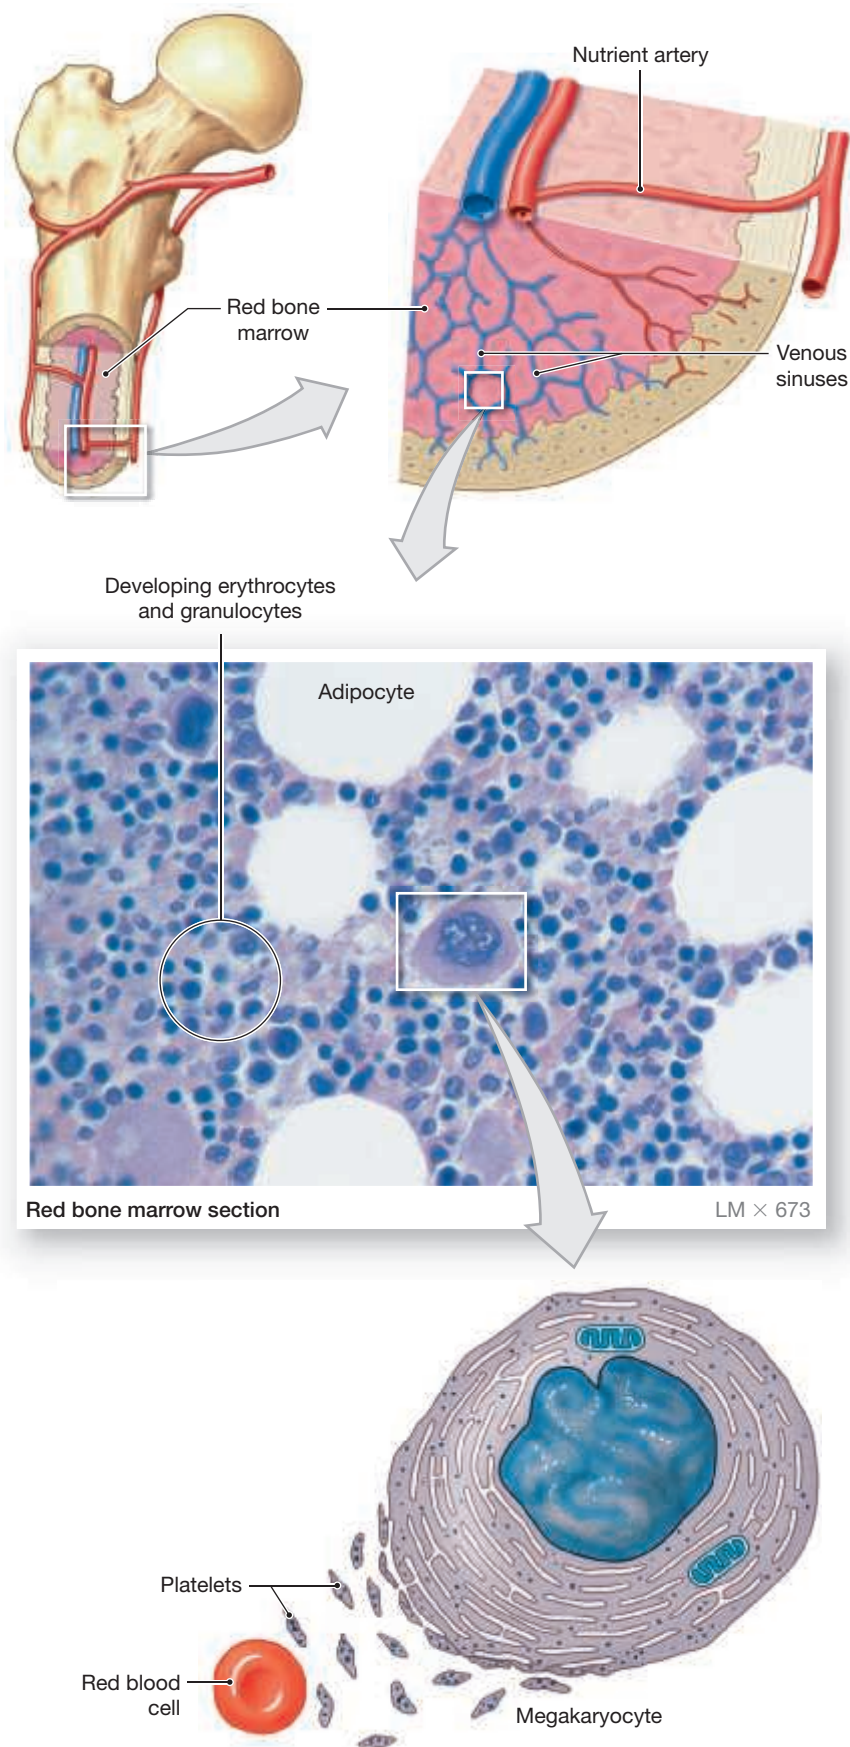 Nutrient artery
Red bone
marrow
Venous
sinuses
Developing erythrocytes
and granulocytes
Adipocyte
Red bone marrow section
LM × 673
Platelets
Red blood
cell
Megakaryocyte